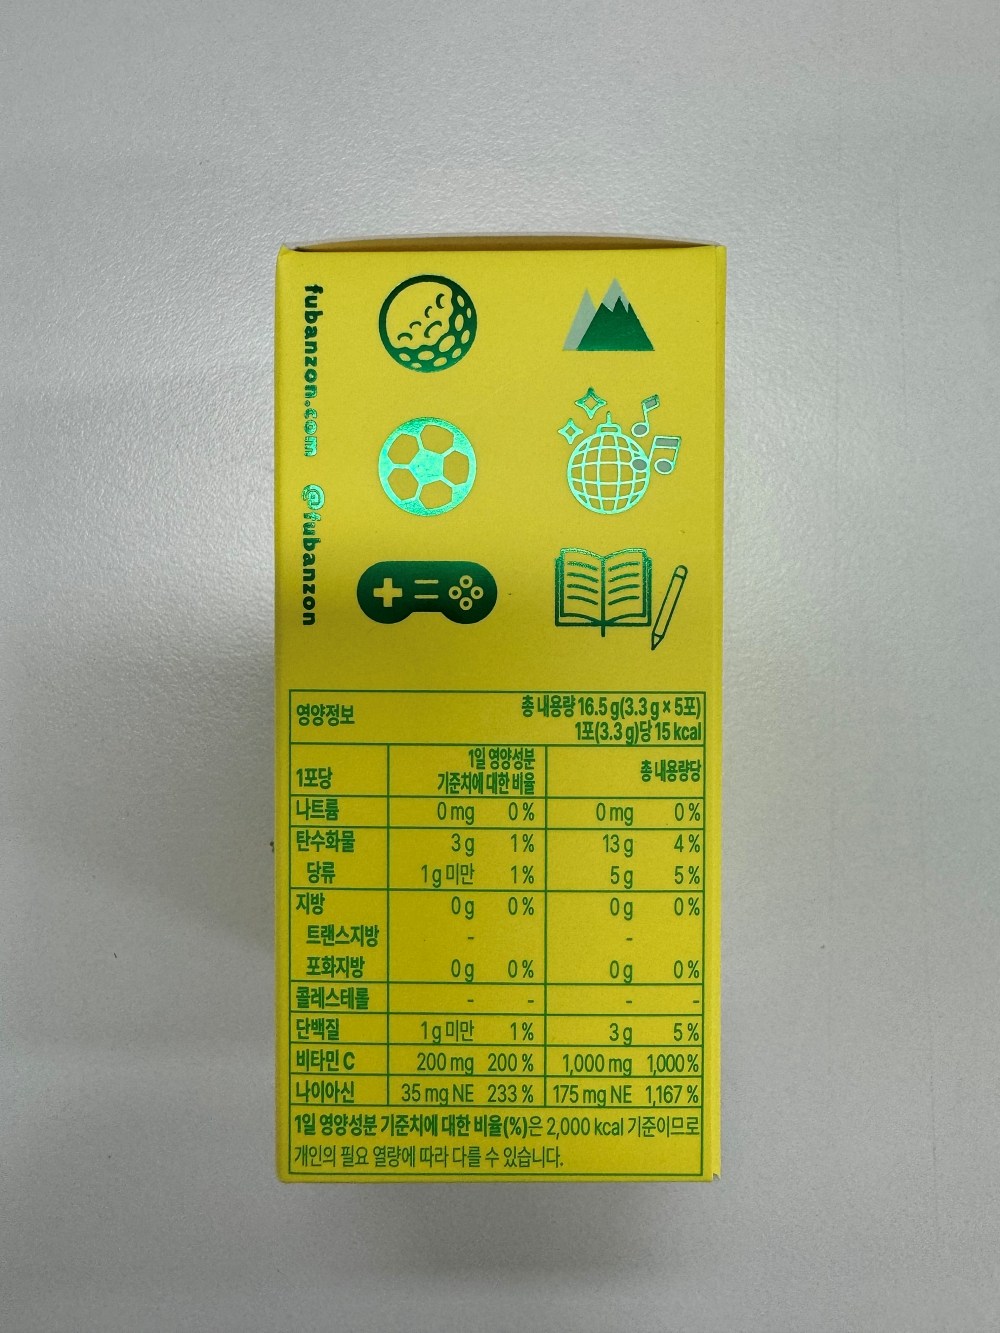 fubanzon.com @fubanzon
영양정보
총 내용량 16.5 g(3.3 g × 5포)
1포(3.3 g)당 15 kcal
1포당 1일 영양성분 기준치에 대한 비율 총 내용량당
나트륨 0 mg 0 % 0 mg 0 %
탄수화물 3 g 1 % 13 g 4 %
당류 1 g 미만 1 % 5 g 5 %
지방 0 g 0 % 0 g 0 %
트랜스지방 - -
포화지방 0 g 0 % 0 g 0 %
콜레스테롤 - - - -
단백질 1 g 미만 1 % 3 g 5 %
비타민 C 200 mg 200 % 1,000 mg 1,000 %
나이아신 35 mg NE 233 % 175 mg NE 1,167 %
1일 영양성분 기준치에 대한 비율(%)은 2,000 kcal 기준이므로
개인의 필요 열량에 따라 다를 수 있습니다.